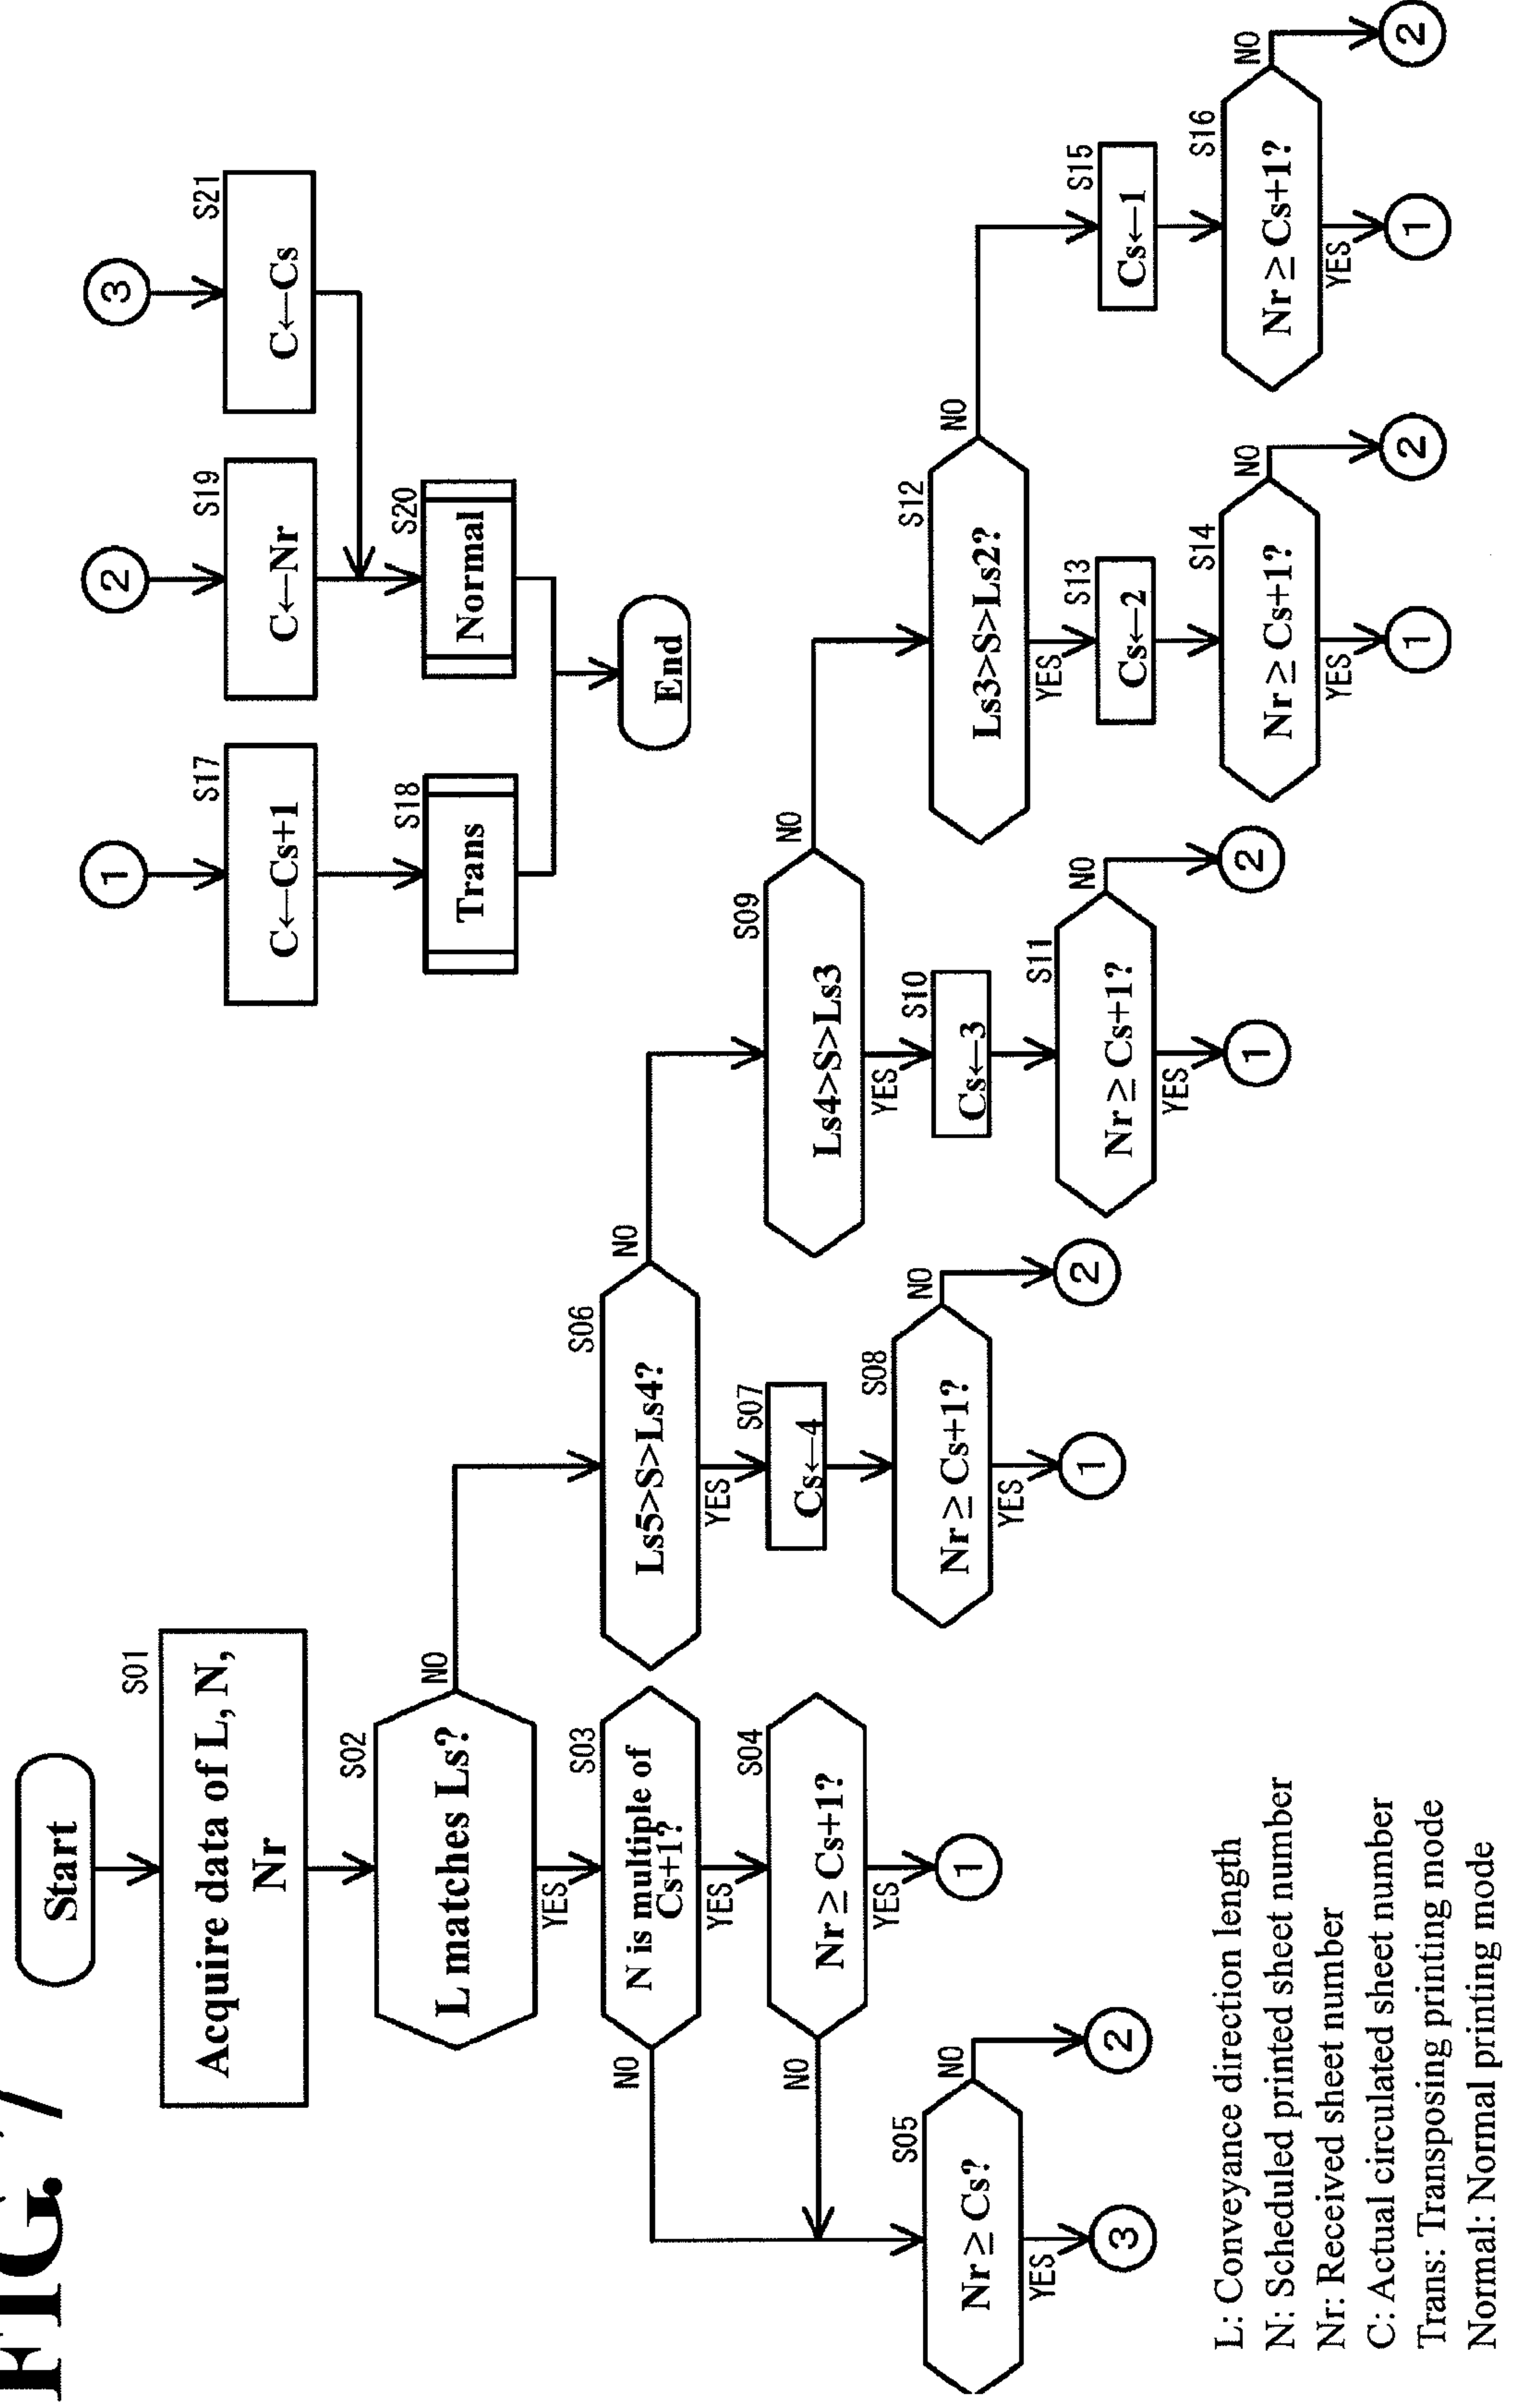 FIG. 7
Start
S01
Acquire data of L, N,
Nr
S02
L matches Ls?
NO
YES
S03
N is multiple of
Cs+1?
NO
YES
S04
Nr ≥ Cs+1?
NO
YES
1
S05
Nr ≥ Cs?
NO
2
YES
3
S06
Ls5>S>Ls4?
NO
YES
S07
Cs←4
S08
Nr ≥ Cs+1?
NO
2
YES
1
S09
Ls4>S>Ls3
NO
YES
S10
Cs←3
S11
Nr ≥ Cs+1?
NO
2
YES
1
S12
Ls3>S>Ls2?
NO
YES
S13
Cs←2
S14
Nr ≥ Cs+1?
NO
2
YES
1
S15
Cs←1
S16
Nr ≥ Cs+1?
NO
2
YES
1
1
S17
C←Cs+1
S18
Trans
2
S19
C←Nr
S20
Normal
3
S21
C←Cs
End
L: Conveyance direction length
N: Scheduled printed sheet number
Nr: Received sheet number
C: Actual circulated sheet number
Trans: Transposing printing mode
Normal: Normal printing mode